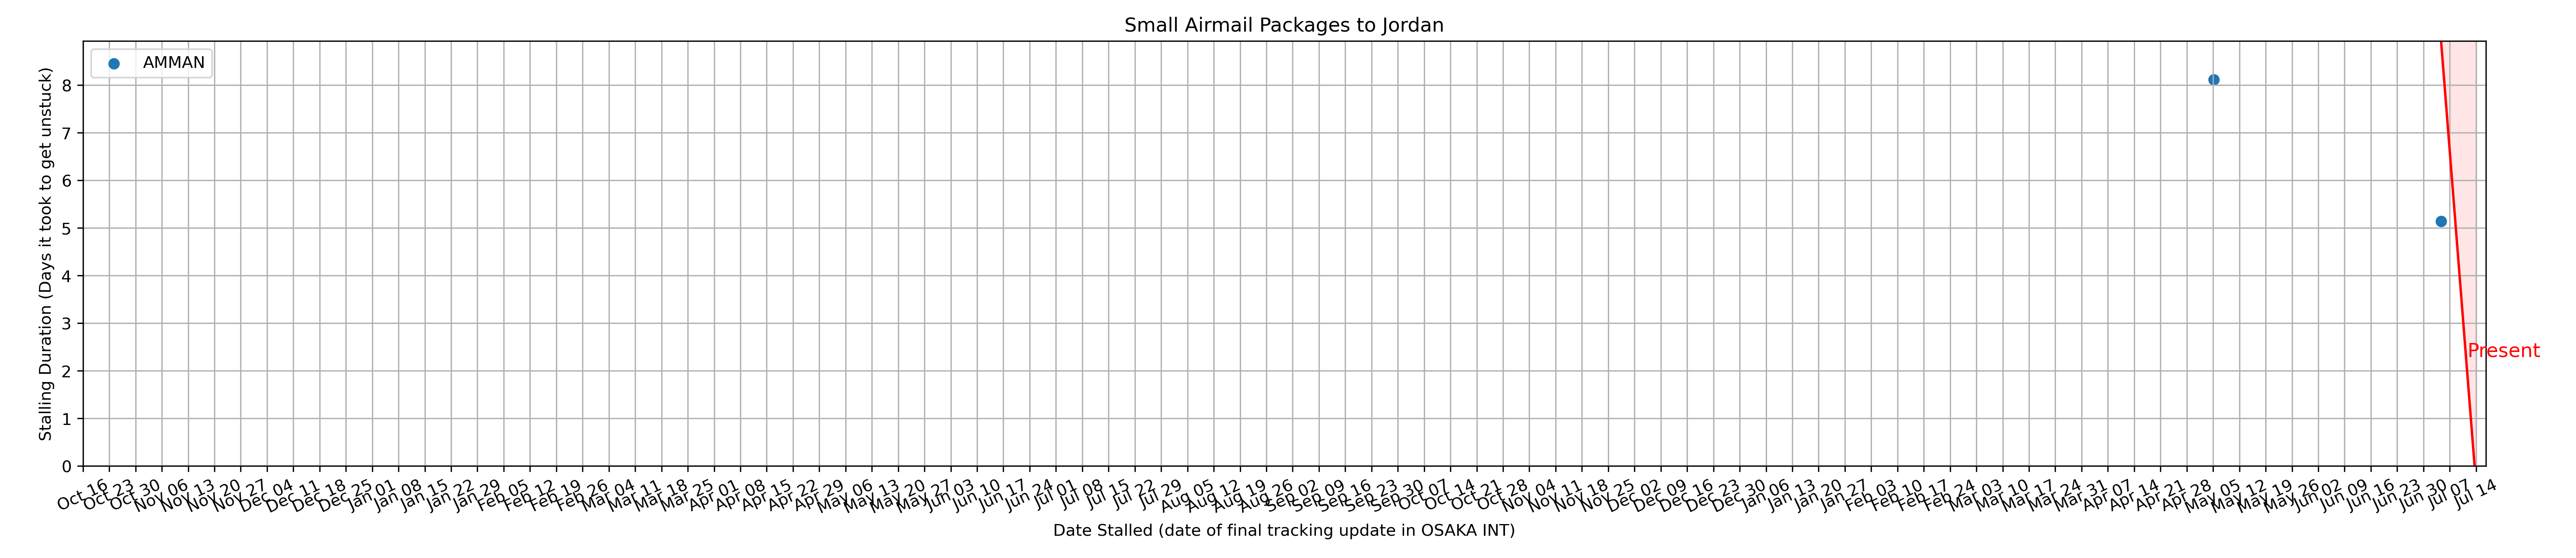 Small Airmail Packages to Jordan
AMMAN
Stalling Duration (Days it took to get unstuck)
8
7
6
5
4
3
2
1
0
Present
Oct 16
Oct 23
Oct 30
Nov 06
Nov 13
Nov 20
Nov 27
Dec 04
Dec 11
Dec 18
Dec 25
Jan 01
Jan 08
Jan 15
Jan 22
Jan 29
Feb 05
Feb 12
Feb 19
Feb 26
Mar 04
Mar 11
Mar 18
Mar 25
Apr 01
Apr 08
Apr 15
Apr 22
Apr 29
May 06
May 13
May 20
May 27
Jun 03
Jun 10
Jun 17
Jun 24
Jul 01
Jul 08
Jul 15
Jul 22
Jul 29
Aug 05
Aug 12
Aug 19
Aug 26
Sep 02
Sep 09
Sep 16
Sep 23
Sep 30
Oct 07
Oct 14
Oct 21
Oct 28
Nov 04
Nov 11
Nov 18
Nov 25
Dec 02
Dec 09
Dec 16
Dec 23
Dec 30
Jan 06
Jan 13
Jan 20
Jan 27
Feb 03
Feb 10
Feb 17
Feb 24
Mar 03
Mar 10
Mar 17
Mar 24
Mar 31
Apr 07
Apr 14
Apr 21
Apr 28
May 05
May 12
May 19
May 26
Jun 02
Jun 09
Jun 16
Jun 23
Jun 30
Jul 07
Jul 14
Date Stalled (date of final tracking update in OSAKA INT)